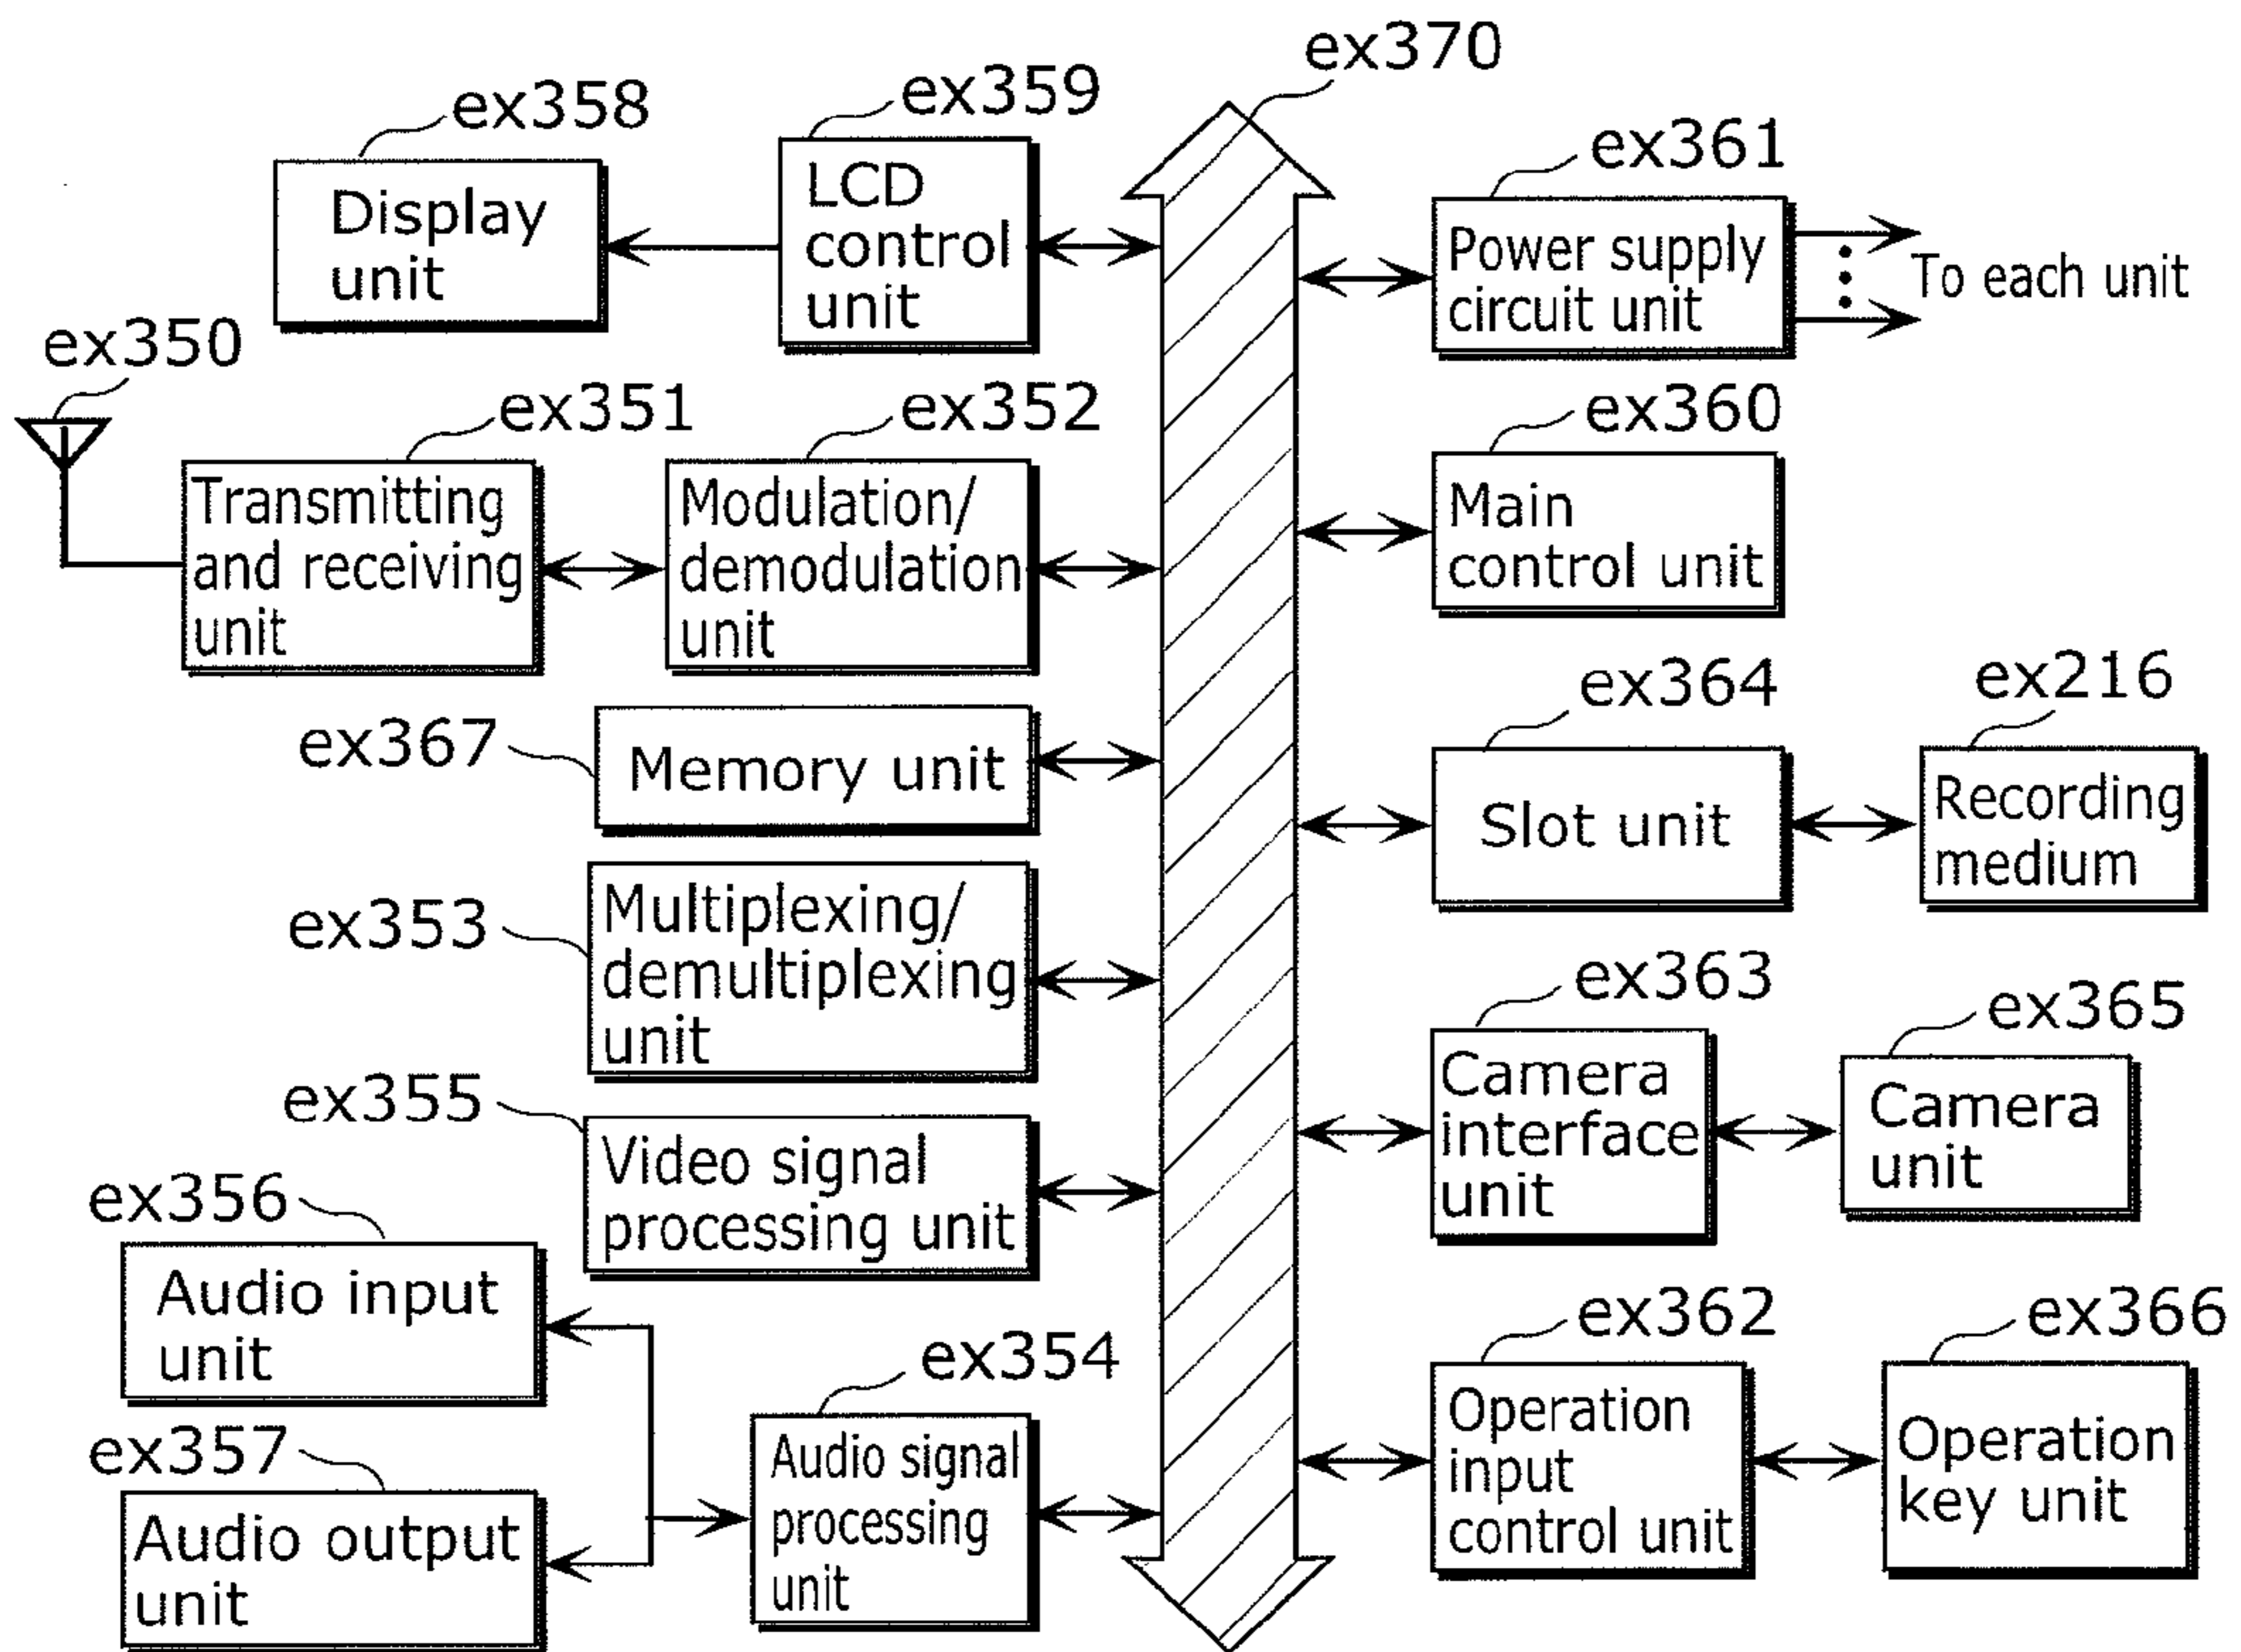 ex370
ex358
ex359
ex361
Display
unit
LCD
control
unit
Power supply
circuit unit
To each unit
ex350
ex351
ex352
ex360
Transmitting
and receiving
unit
Modulation/
demodulation
unit
Main
control unit
ex367
Memory unit
ex364
ex216
Slot unit
Recording
medium
ex353
Multiplexing/
demultiplexing
unit
ex363
ex365
Camera
interface
unit
Camera
unit
ex355
Video signal
processing unit
ex356
Audio input
unit
ex354
ex362
ex366
ex357
Audio output
unit
Audio signal
processing
unit
Operation
input
control unit
Operation
key unit